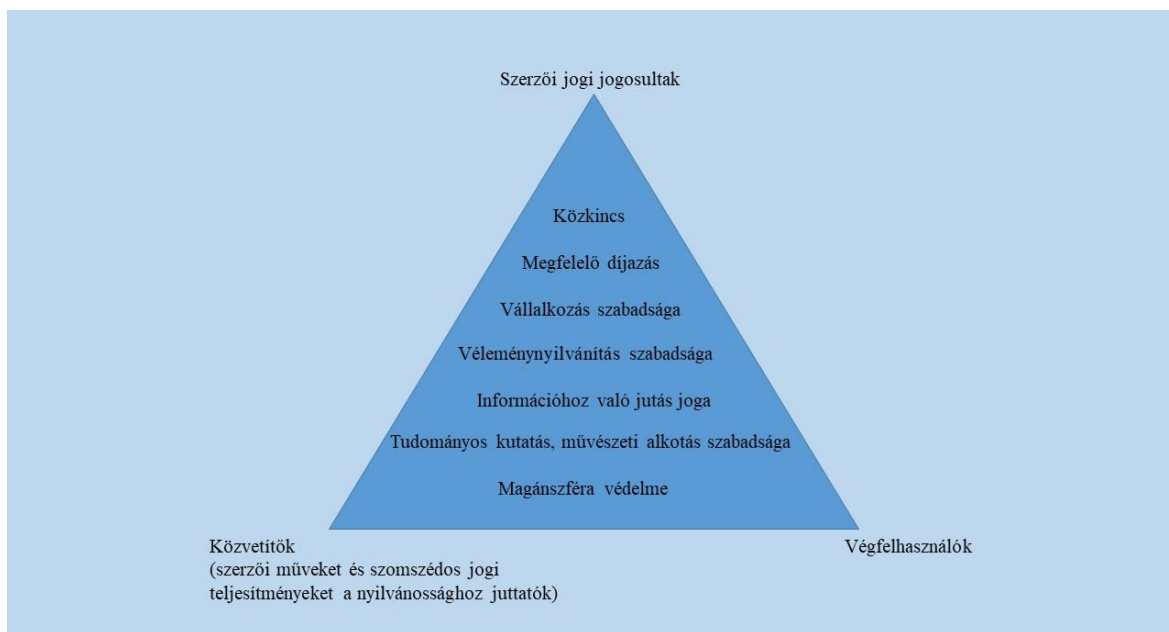 Szerzői jogi jogosultak
Közkincs
Megfelelő díjazás
Vállalkozás szabadsága
Véleménynyilvánítás szabadsága
Információhoz való jutás joga
Tudományos kutatás, művészeti alkotás szabadsága
Magánszféra védelme
Közvetítők
(szerzői műveket és szomszédos jogi
teljesítményeket a nyilvánossághoz juttatók)
Végfelhasználók